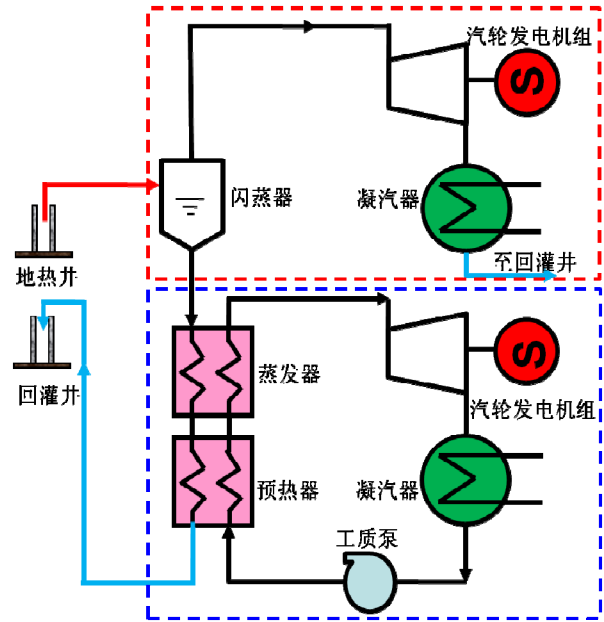 汽轮发电机组
S
闪蒸器
凝汽器
地热井
至回灌井
回灌井
蒸发器
S
汽轮发电机组
预热器
凝汽器
工质泵